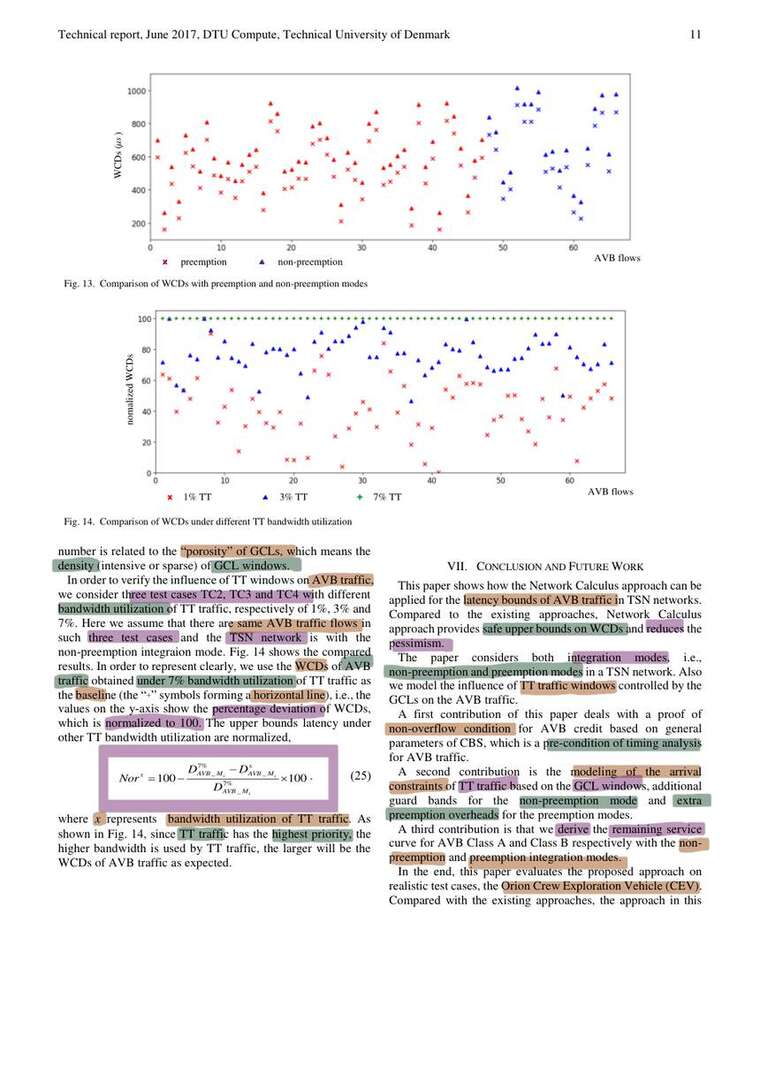 Technical report, June 2017, DTU Compute, Technical University of Denmark 11
1000
800
600
400
200
WCDs (μs)
0 10 20 30 40 50 60
AVB flows
preemption non-preemption
Fig. 13. Comparison of WCDs with preemption and non-preemption modes
100
80
60
40
20
0
nomalized WCDs
0 10 20 30 40 50 60
AVB flows
1% TT 3% TT 7% TT
Fig. 14. Comparison of WCDs under different TT bandwidth utilization
number is related to the “porosity” of GCLs, which means the
density (intensive or sparse) of GCL windows.
In order to verify the influence of TT windows on AVB traffic,
we consider three test cases TC2, TC3 and TC4 with different
bandwidth utilization of TT traffic, respectively of 1%, 3% and
7%. Here we assume that there are same AVB traffic flows in
such three test cases and the TSN network is with the
non-preemption integraion mode. Fig. 14 shows the compared
results. In order to represent clearly, we use the WCDs of AVB
traffic obtained under 7% bandwidth utilization of TT traffic as
the baseline (the “·” symbols forming a horizontal line), i.e., the
values on the y-axis show the percentage deviation of WCDs,
which is normalized to 100. The upper bounds latency under
other TT bandwidth utilization are normalized,
Nor^x = 100 − (D^7%_AVB_Mi − D^x_AVB_Mi) / D^7%_AVB_Mi × 100 . (25)
where x represents bandwidth utilization of TT traffic. As
shown in Fig. 14, since TT traffic has the highest priority, the
higher bandwidth is used by TT traffic, the larger will be the
WCDs of AVB traffic as expected.
VII. CONCLUSION AND FUTURE WORK
This paper shows how the Network Calculus approach can be
applied for the latency bounds of AVB traffic in TSN networks.
Compared to the existing approaches, Network Calculus
approach provides safe upper bounds on WCDs and reduces the
pessimism.
The paper considers both integration modes, i.e.,
non-preemption and preemption modes in a TSN network. Also
we model the influence of TT traffic windows controlled by the
GCLs on the AVB traffic.
A first contribution of this paper deals with a proof of
non-overflow condition for AVB credit based on general
parameters of CBS, which is a pre-condition of timing analysis
for AVB traffic.
A second contribution is the modeling of the arrival
constraints of TT traffic based on the GCL windows, additional
guard bands for the non-preemption mode and extra
preemption overheads for the preemption modes.
A third contribution is that we derive the remaining service
curve for AVB Class A and Class B respectively with the non-
preemption and preemption integration modes.
In the end, this paper evaluates the proposed approach on
realistic test cases, the Orion Crew Exploration Vehicle (CEV).
Compared with the existing approaches, the approach in this